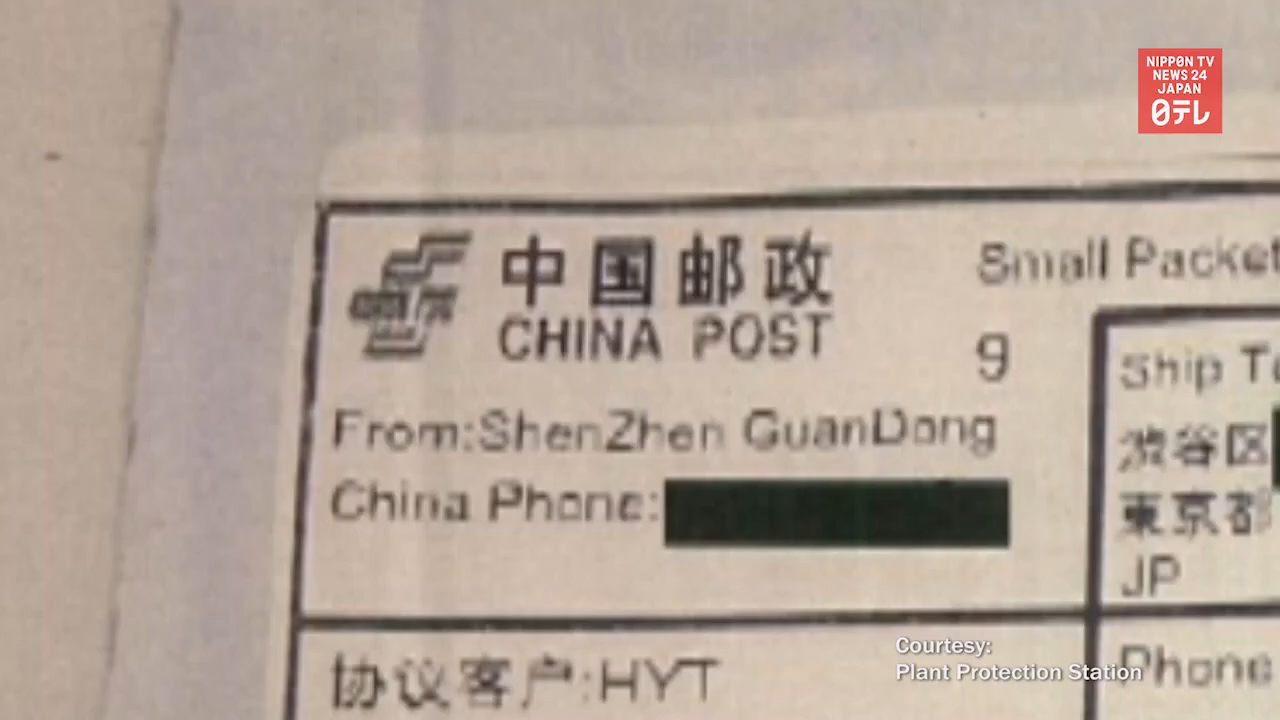 NIPPON TV
NEWS 24
JAPAN
日テレ
中国邮政
CHINA POST
Small Packet
9
From:ShenZhen GuanDong
China Phone:
Ship
渋谷区
東京都
JP
协议客户:HYT
Phone
Courtesy:
Plant Protection Station